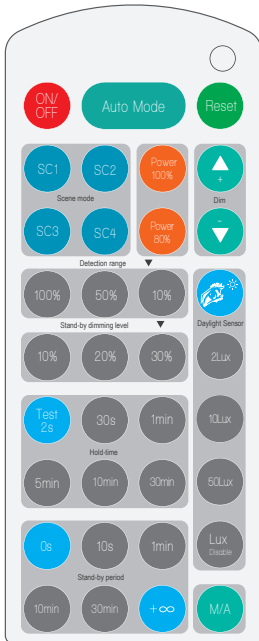 ON/
OFF
Auto Mode
Reset
SC1
SC2
Power
100%
+
Scene mode
Dim
SC3
SC4
Power
80%
-
Detection range
100%
50%
10%
Daylight Sensor
Stand-by dimming level
10%
20%
30%
2Lux
Test
2s
30s
1min
10Lux
Hold-time
5min
10min
30min
50Lux
0s
10s
1min
Lux
Disable
Stand-by period
10min
30min
+∞
M/A